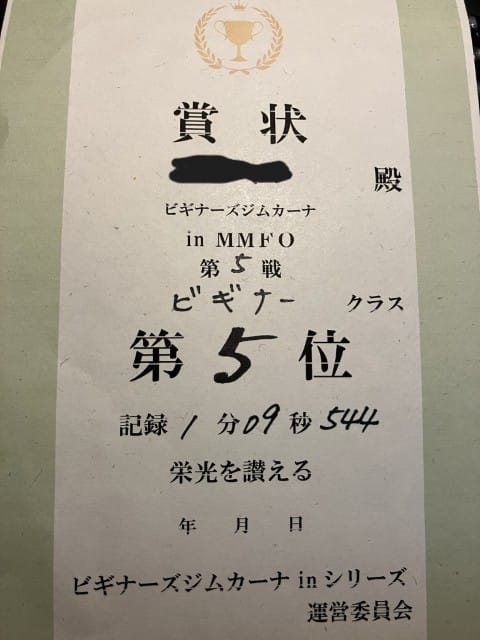 賞状
殿
ビギナーズジムカーナ
in MMFO
第5戦
ビギナー クラス
第5位
記録1分09秒544
栄光を讃える
年 月 日
ビギナーズジムカーナ in シリーズ
運営委員会